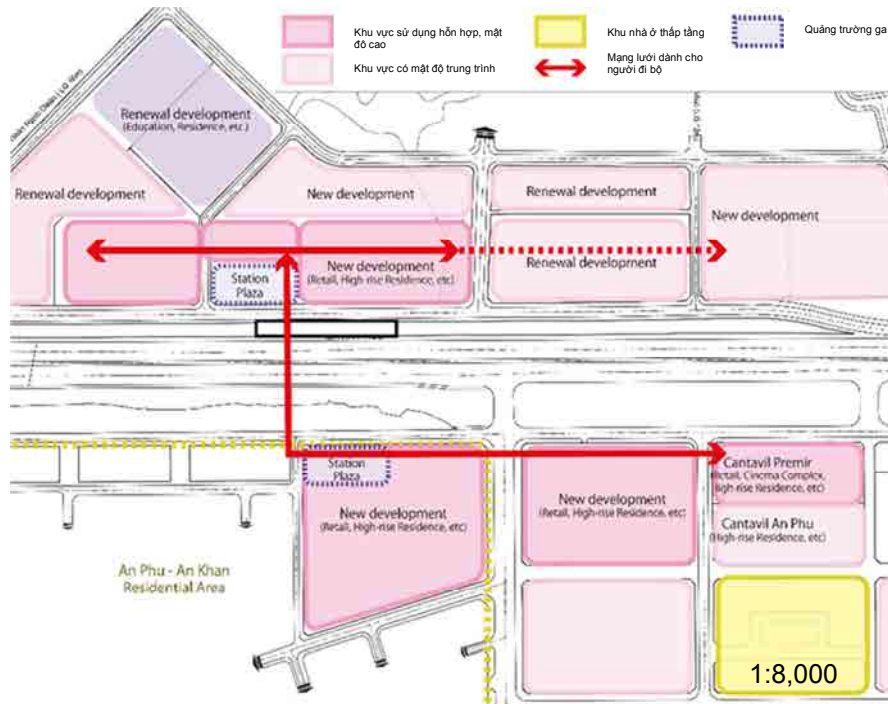 Khu vực sử dụng hỗn hợp, mật
độ cao
Khu nhà ở thấp tầng
Quảng trường ga
Khu vực có mật độ trung trình
Mạng lưới dành cho
người đi bộ
Renewal development
(Education, Residence, etc.)
Renewal development
New development
Renewal development
New development
Station
Plaza
New development
(Retail, High-rise Residence, etc)
Renewal development
Station
Plaza
New development
(Retail, High-rise Residence, etc)
New development
(Retail, High-rise Residence, etc)
Cantavil Premir
(Retail, Cinema Complex,
High-rise Residence, etc)
Cantavil An Phu
(High-rise Residence, etc)
An Phu - An Khan
Residential Area
1:8,000